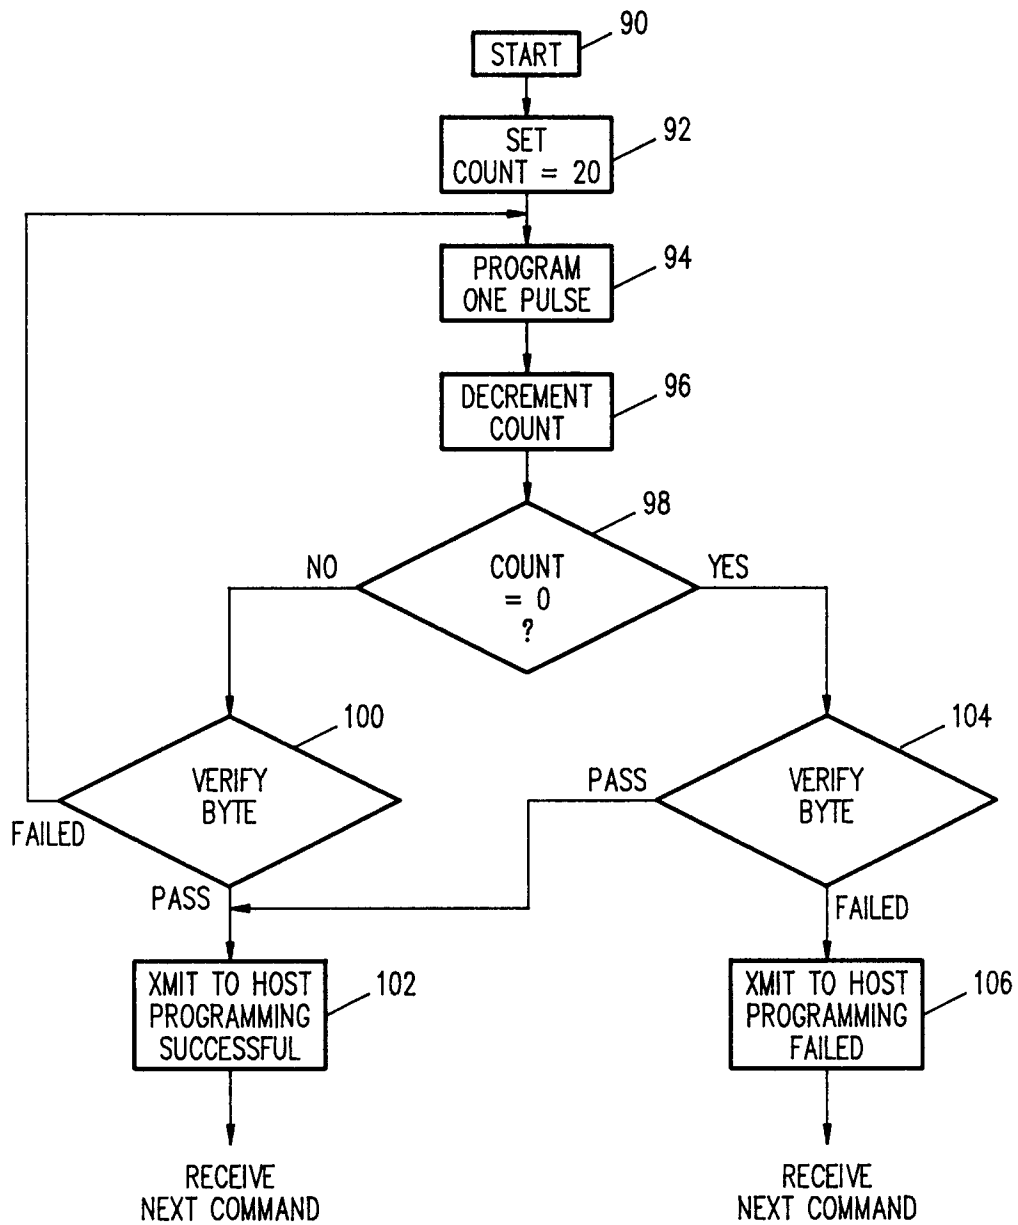 START
90
SET
COUNT = 20
92
PROGRAM
ONE PULSE
94
DECREMENT
COUNT
96
98
COUNT
= 0
?
NO
YES
100
VERIFY
BYTE
FAILED
PASS
104
VERIFY
BYTE
PASS
FAILED
XMIT TO HOST
PROGRAMMING
SUCCESSFUL
102
XMIT TO HOST
PROGRAMMING
FAILED
106
RECEIVE
NEXT COMMAND
RECEIVE
NEXT COMMAND